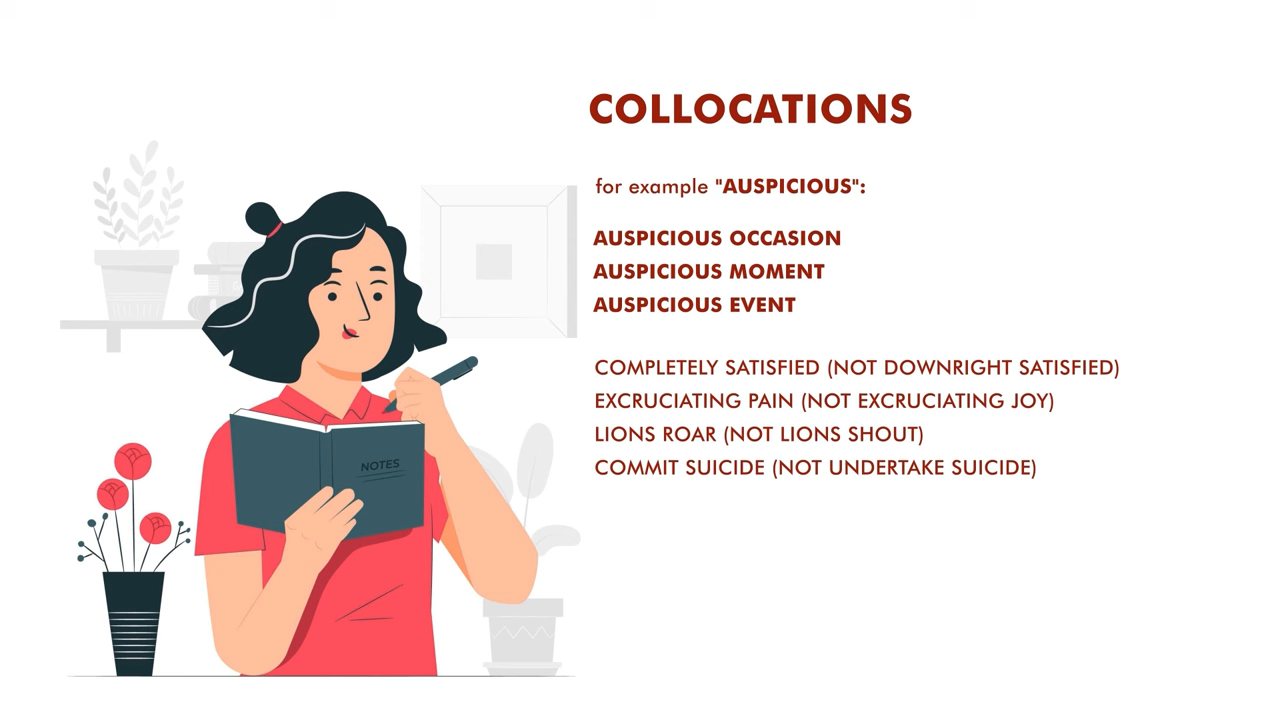 COLLOCATIONS
for example "AUSPICIOUS":
AUSPICIOUS OCCASION
AUSPICIOUS MOMENT
AUSPICIOUS EVENT
COMPLETELY SATISFIED (NOT DOWNRIGHT SATISFIED)
EXCRUCIATING PAIN (NOT EXCRUCIATING JOY)
LIONS ROAR (NOT LIONS SHOUT)
COMMIT SUICIDE (NOT UNDERTAKE SUICIDE)
NOTES